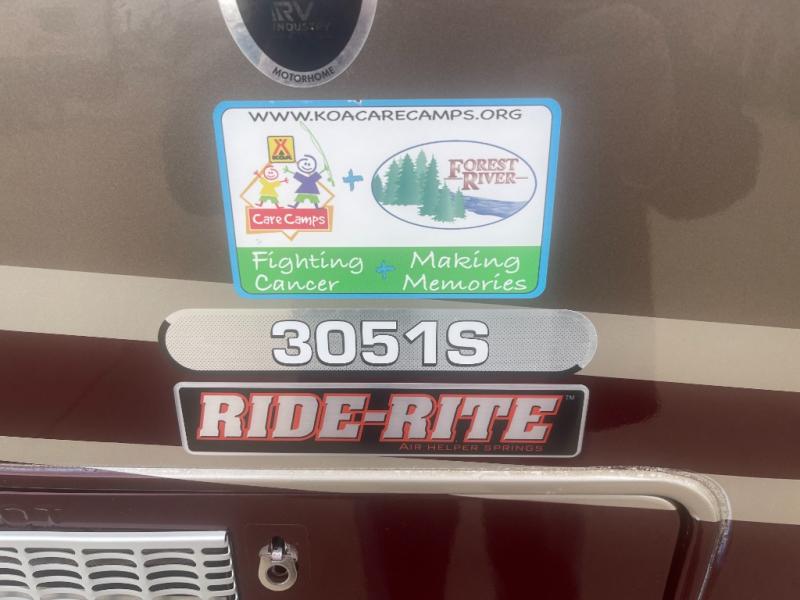 RV
INDUSTRY
MOTORHOME
WWW.KOACARECAMPS.ORG
KOA
Care Camps
+
FOREST
RIVER
Fighting + Making
Cancer Memories
3051S
RIDE-RITE™
AIR HELPER SPRINGS